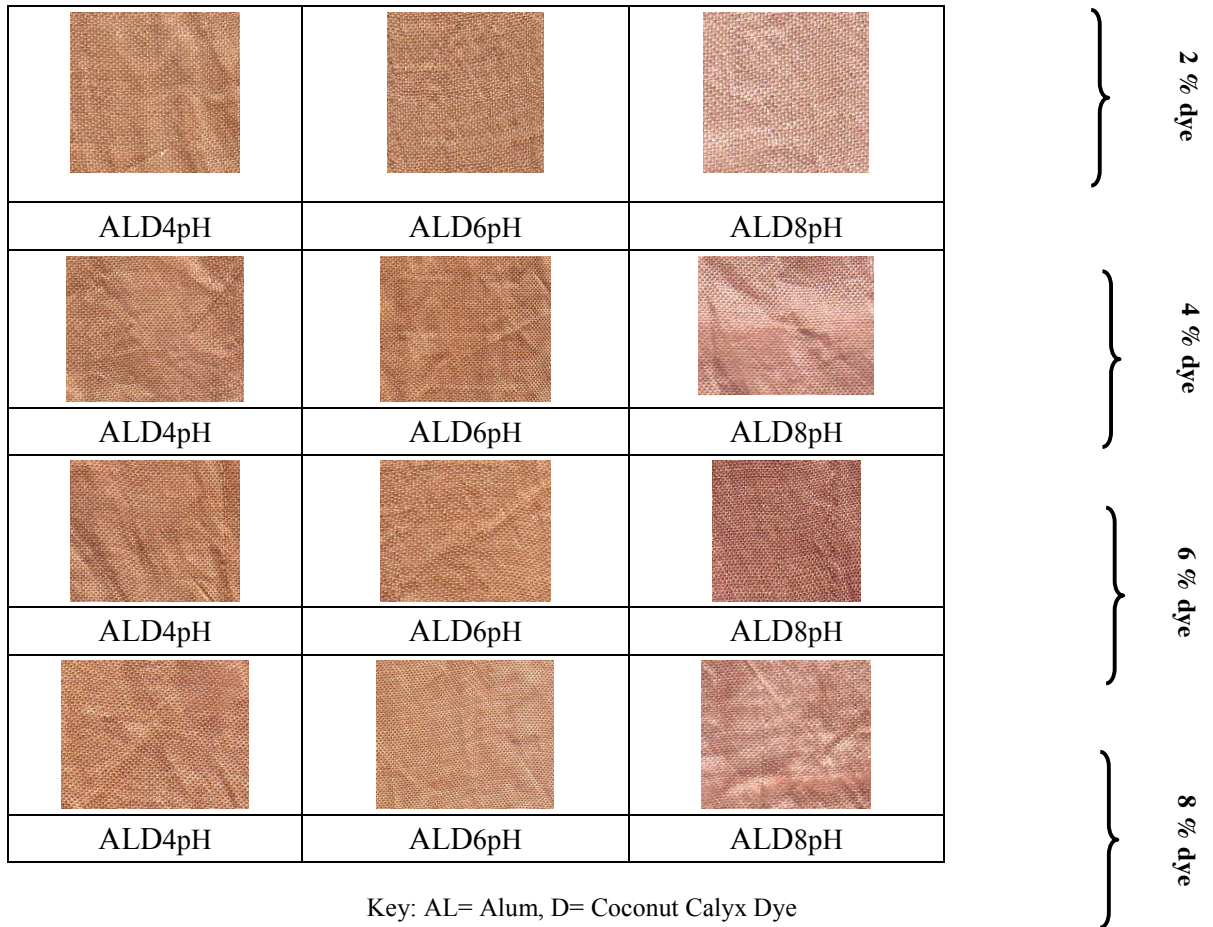 2 % dye
ALD4pH ALD6pH ALD8pH
4 % dye
ALD4pH ALD6pH ALD8pH
6 % dye
ALD4pH ALD6pH ALD8pH
8 % dye
ALD4pH ALD6pH ALD8pH
Key: AL= Alum, D= Coconut Calyx Dye